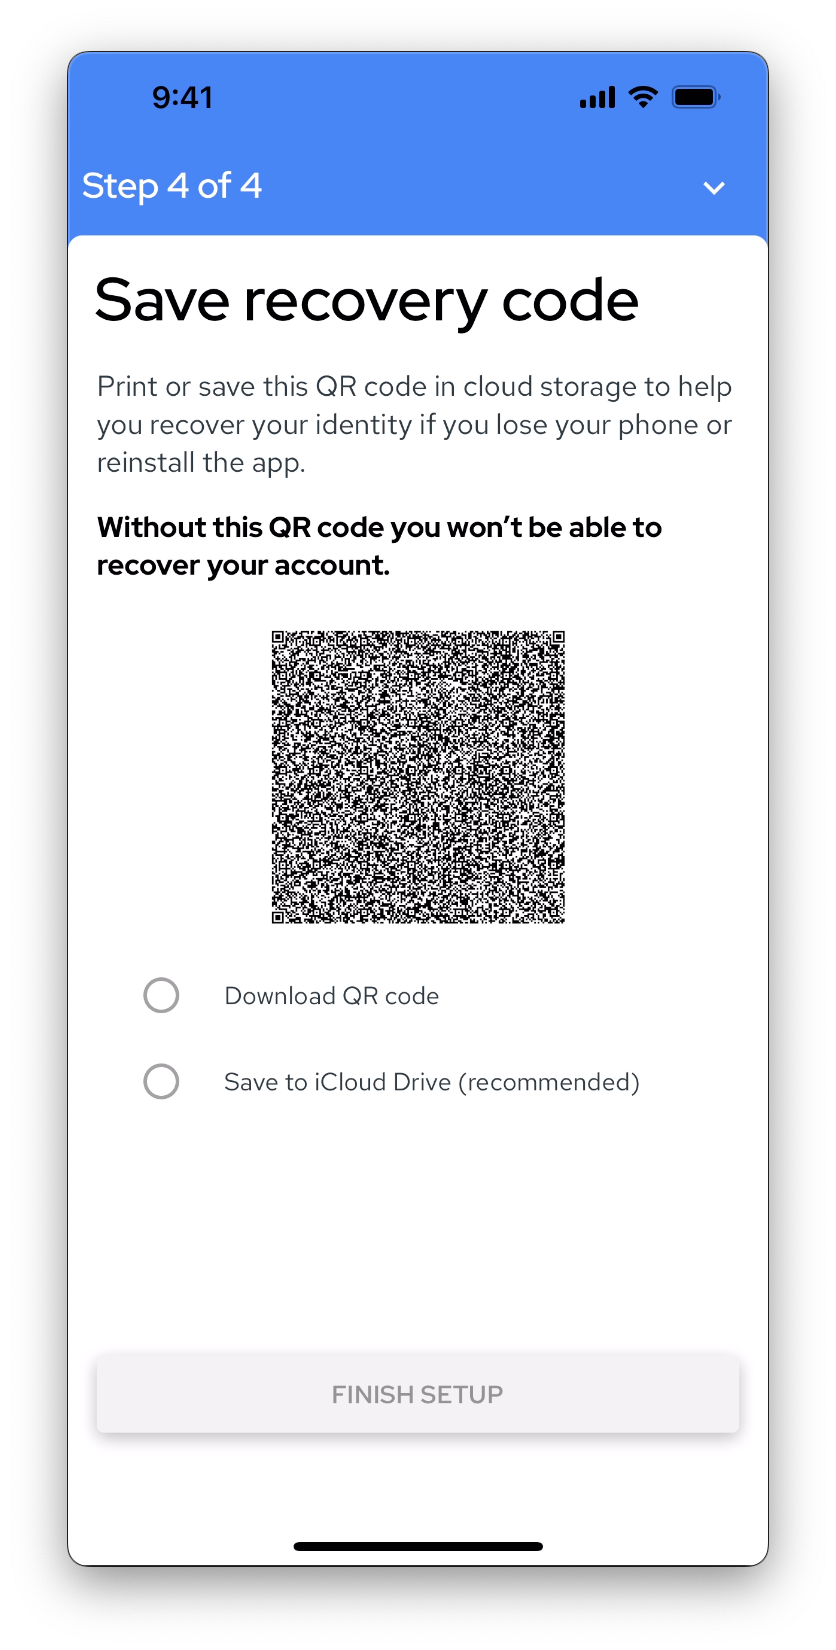 9:41
Step 4 of 4
Save recovery code
Print or save this QR code in cloud storage to help
you recover your identity if you lose your phone or
reinstall the app.
Without this QR code you won’t be able to
recover your account.
Download QR code
Save to iCloud Drive (recommended)
FINISH SETUP